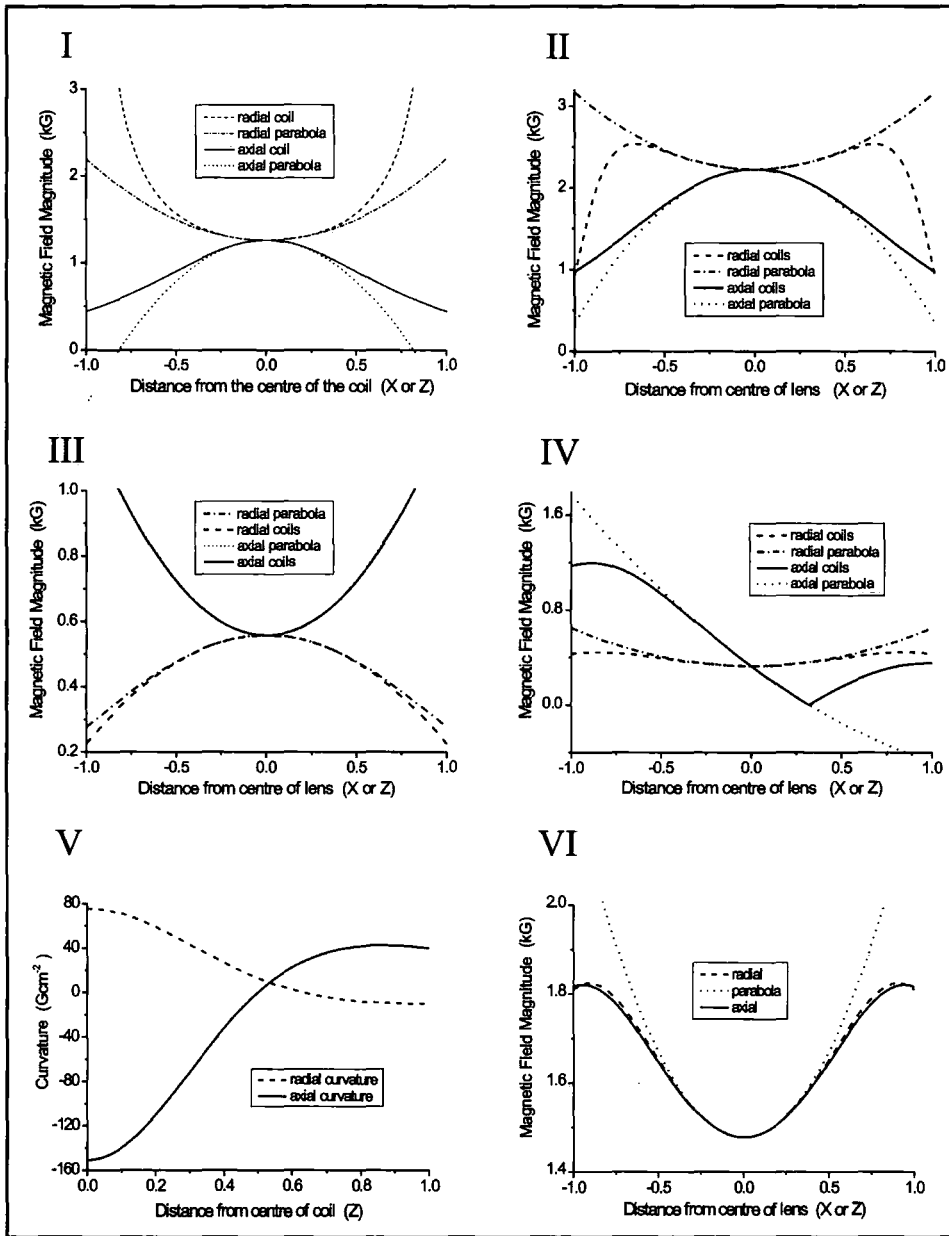 I
3
2
1
0
Magnetic Field Magnitude (kG)
radial coil
radial parabola
axial coil
axial parabola
-1.0 -0.5 0.0 0.5 1.0
Distance from the centre of the coil (X or Z)
II
3
2
1
0
Magnetic Field Magnitude (kG)
radial coils
radial parabola
axial coils
axial parabola
-1.0 -0.5 0.0 0.5 1.0
Distance from centre of lens (X or Z)
III
1.0
0.8
0.6
0.4
0.2
Magnetic Field Magnitude (kG)
radial parabola
radial coils
axial parabola
axial coils
-1.0 -0.5 0.0 0.5 1.0
Distance from centre of lens (X or Z)
IV
1.6
0.8
0.0
Magnetic Field Magnitude (kG)
radial coils
radial parabola
axial coils
axial parabola
-1.0 -0.5 0.0 0.5 1.0
Distance from centre of lens (X or Z)
V
80
40
0
-40
-80
-120
-160
Curvature (Gcm⁻²)
radial curvature
axial curvature
0.0 0.2 0.4 0.6 0.8 1.0
Distance from centre of coil (Z)
VI
2.0
1.8
1.6
1.4
Magnetic Field Magnitude (kG)
radial
parabola
axial
-1.0 -0.5 0.0 0.5 1.0
Distance from centre of lens (X or Z)